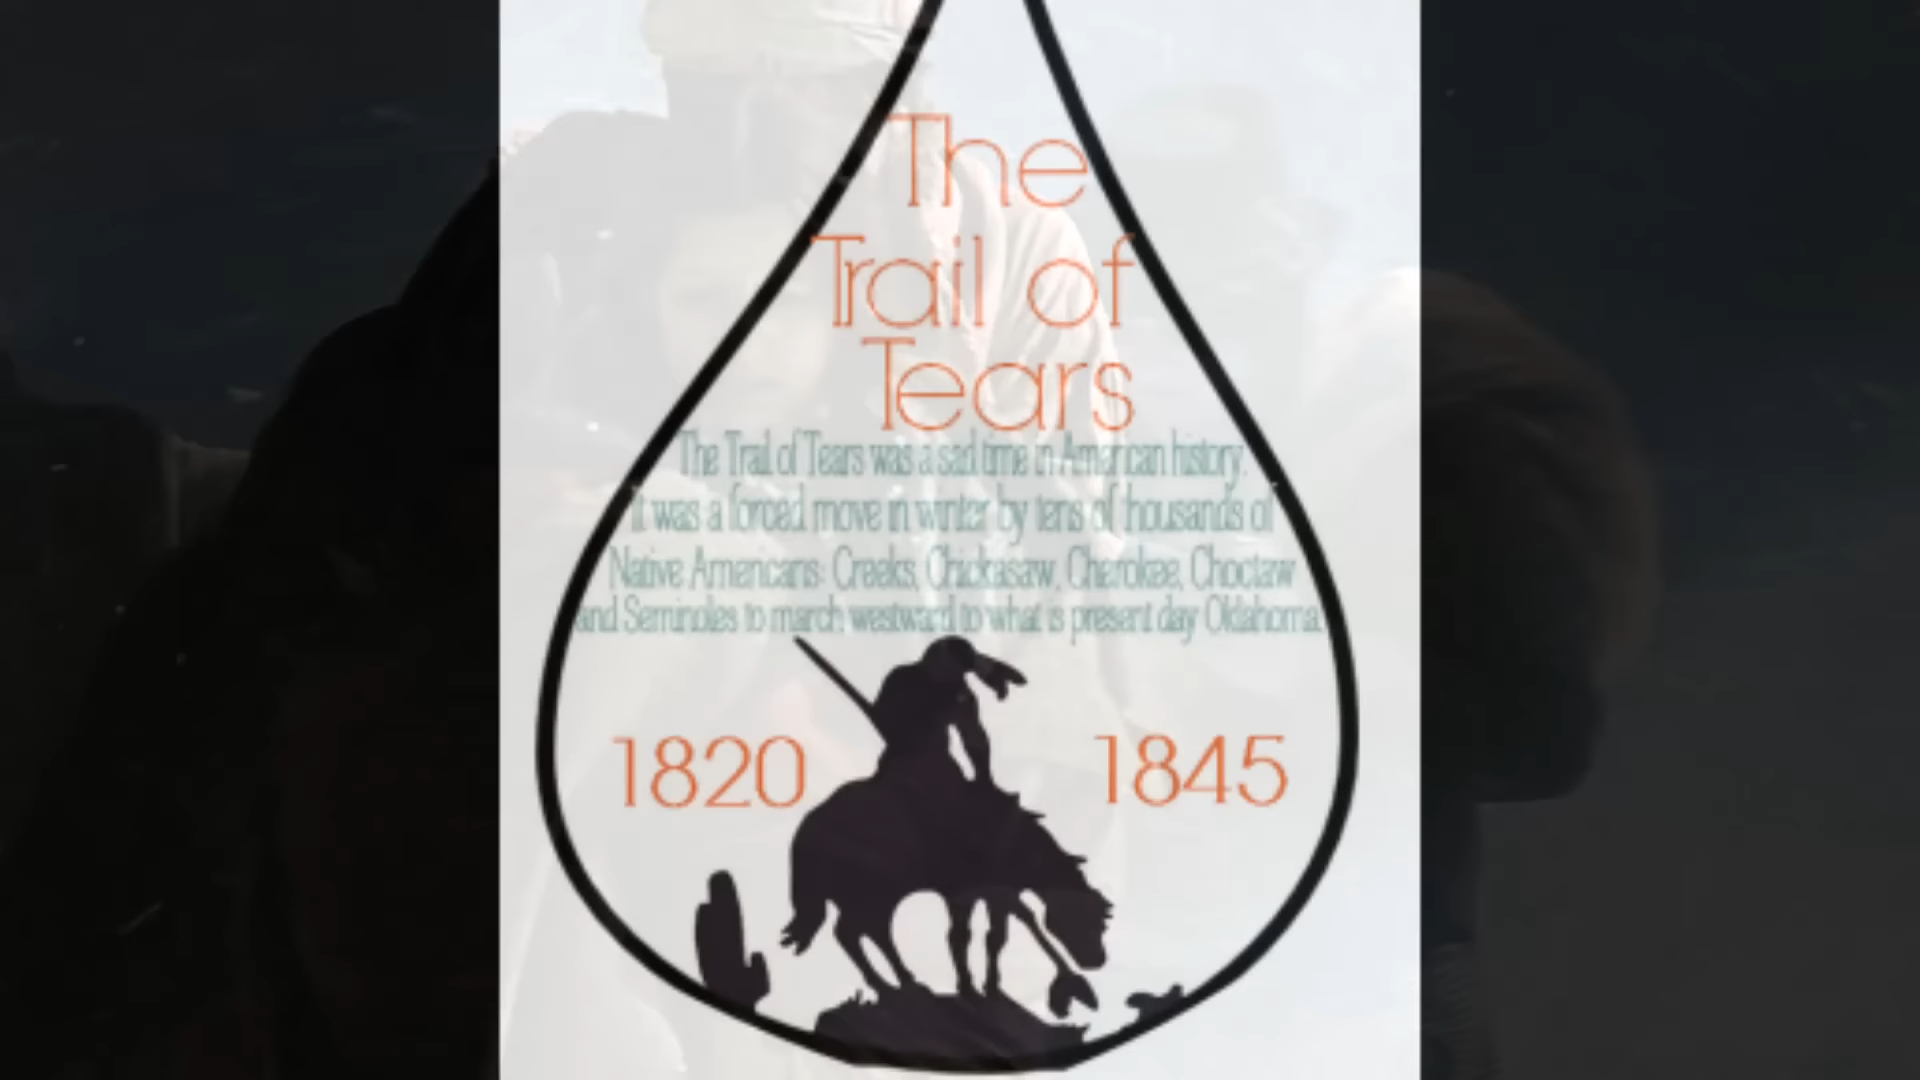 The
Trail of
Tears
The Trail of Tears was a sad time in American history.
It was a forced move in winter by tens of thousands of
Native Americans: Creeks, Chickasaw, Cherokee, Choctaw
and Seminoles to march westward to what is present day Oklahoma.
1820
1845